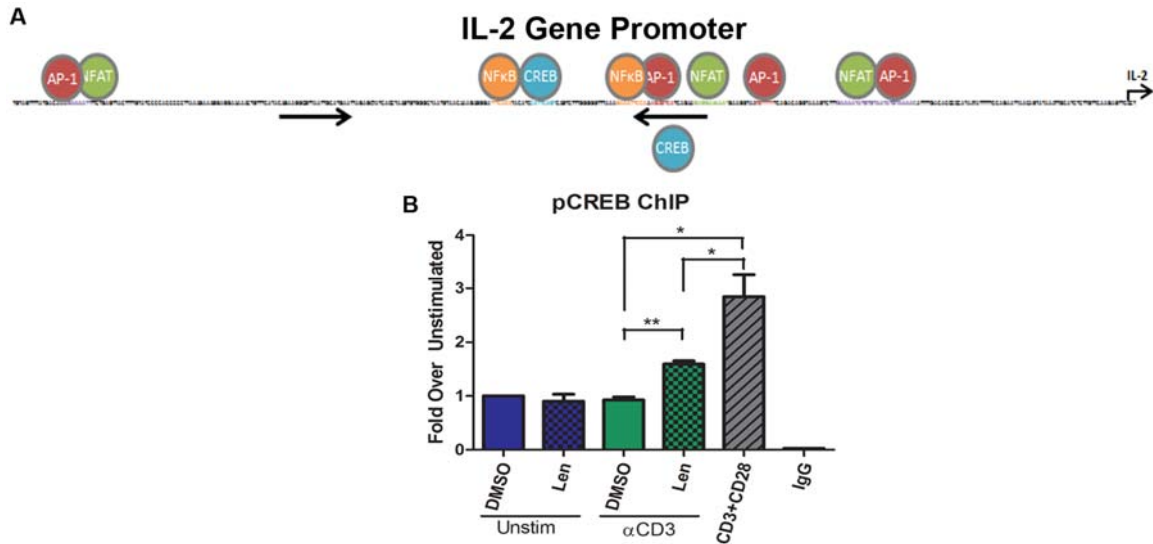 A
IL-2 Gene Promoter
AP-1 NFAT NFκB CREB NFκB AP-1 NFAT AP-1 NFAT AP-1
IL-2
CREB
B
pCREB ChIP
Fold Over Unstimulated
4
3
2
1
0
*
*
**
DMSO Len DMSO Len CD3+CD28 IgG
Unstim αCD3